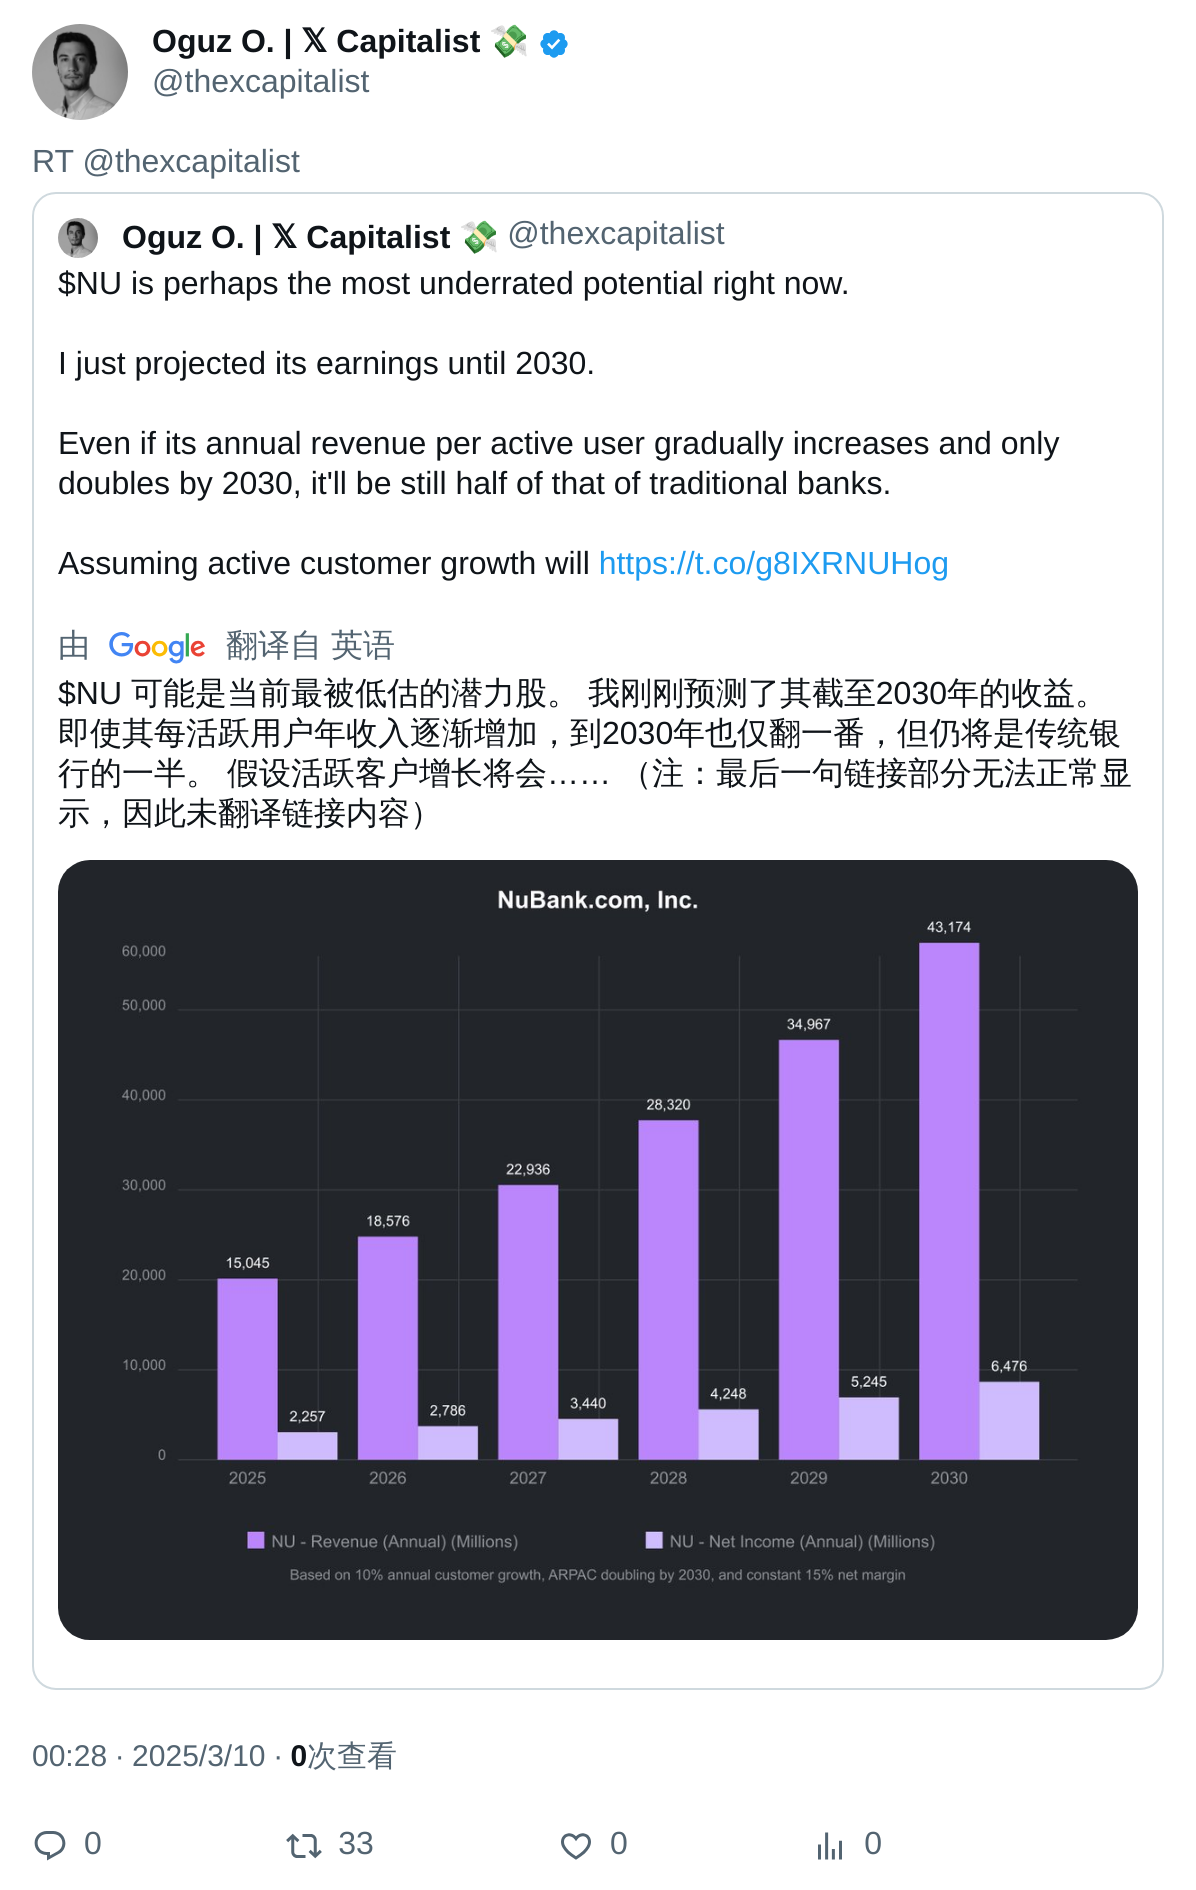 Oguz O. | 𝕏 Capitalist 💸
@thexcapitalist
RT @thexcapitalist
Oguz O. | 𝕏 Capitalist 💸 @thexcapitalist
$NU is perhaps the most underrated potential right now.
I just projected its earnings until 2030.
Even if its annual revenue per active user gradually increases and only
doubles by 2030, it'll be still half of that of traditional banks.
Assuming active customer growth will https://t.co/g8IXRNUHog
由 Google 翻译自 英语
$NU 可能是当前最被低估的潜力股。 我刚刚预测了其截至2030年的收益。
即使其每活跃用户年收入逐渐增加，到2030年也仅翻一番，但仍将是传统银
行的一半。 假设活跃客户增长将会…… （注：最后一句链接部分无法正常显
示，因此未翻译链接内容）
NuBank.com, Inc.
43,174
60,000
50,000
34,967
40,000
28,320
30,000
22,936
18,576
20,000
15,045
10,000
6,476
5,245
4,248
3,440
2,786
2,257
0
2025 2026 2027 2028 2029 2030
NU - Revenue (Annual) (Millions) NU - Net Income (Annual) (Millions)
Based on 10% annual customer growth, ARPAC doubling by 2030, and constant 15% net margin
00:28 · 2025/3/10 · 0次查看
0 33 0 0